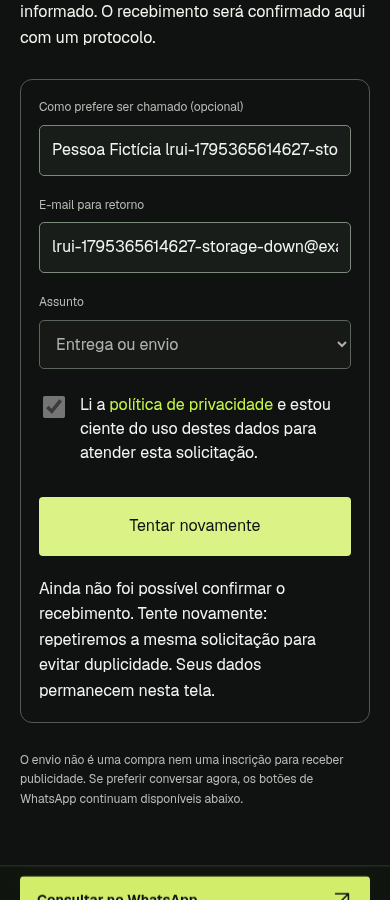 informado. O recebimento será confirmado aqui
com um protocolo.
Como prefere ser chamado (opcional)
Pessoa Fictícia lrui-1795365614627-sto
E-mail para retorno
lrui-1795365614627-storage-down@exa
Assunto
Entrega ou envio
Li a política de privacidade e estou
ciente do uso destes dados para
atender esta solicitação.
Tentar novamente
Ainda não foi possível confirmar o
recebimento. Tente novamente:
repetiremos a mesma solicitação para
evitar duplicidade. Seus dados
permanecem nesta tela.
O envio não é uma compra nem uma inscrição para receber
publicidade. Se preferir conversar agora, os botões de
WhatsApp continuam disponíveis abaixo.
Consultar no WhatsApp